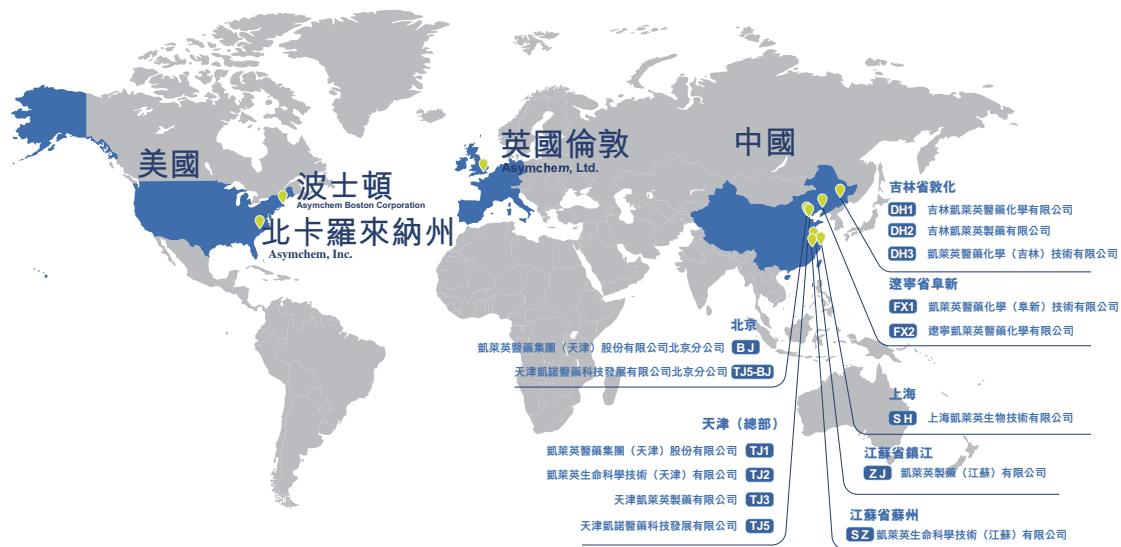 美國
波士頓
Asymchem Boston Corporation
北卡羅來納州
Asymchem, Inc.
英國倫敦
Asymchem, Ltd.
中國
吉林省敦化
DH1 吉林凱萊英醫藥化學有限公司
DH2 吉林凱萊英製藥有限公司
DH3 凱萊英醫藥化學（吉林）技術有限公司
遼寧省阜新
FX1 凱萊英醫藥化學（阜新）技術有限公司
FX2 遼寧凱萊英醫藥化學有限公司
北京
凱萊英醫藥集團（天津）股份有限公司北京分公司 BJ
天津凱諾醫藥科技發展有限公司北京分公司 TJ5-BJ
上海
SH 上海凱萊英生物技術有限公司
天津（總部）
凱萊英醫藥集團（天津）股份有限公司 TJ1
凱萊英生命科學技術（天津）有限公司 TJ2
天津凱萊英製藥有限公司 TJ3
天津凱諾醫藥科技發展有限公司 TJ5
江蘇省鎮江
ZJ 凱萊英製藥（江蘇）有限公司
江蘇省蘇州
SZ 凱萊英生命科學技術（江蘇）有限公司